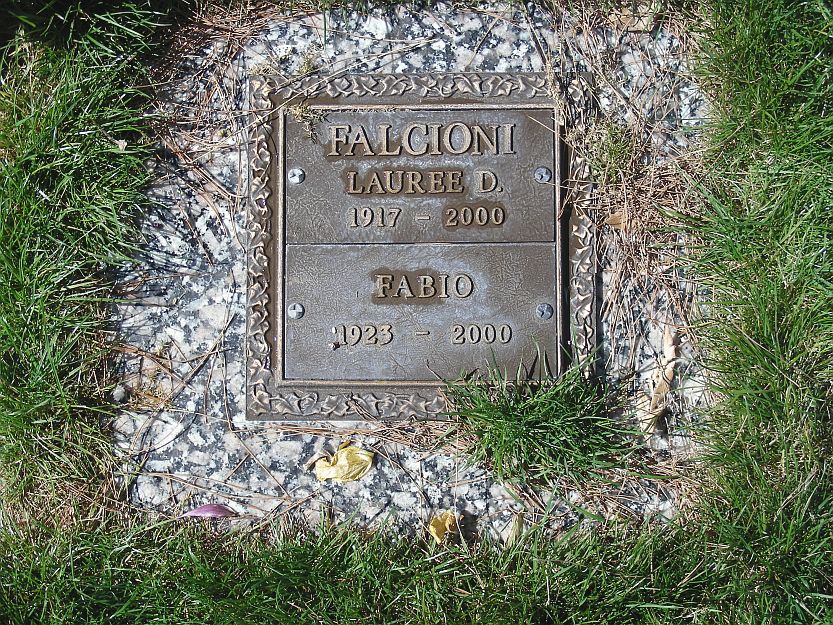 FALCIONI
LAUREE D.
1917 - 2000
FABIO
1923 - 2000